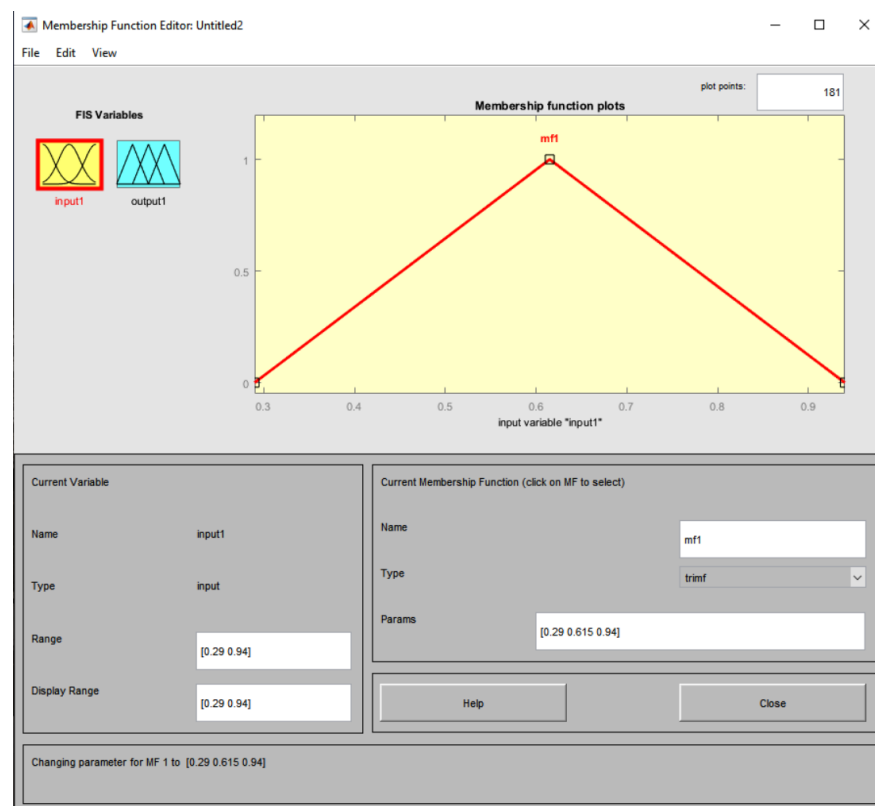 Membership Function Editor: Untitled2
File Edit View
plot points:
181
FIS Variables
Membership function plots
mf1
input1
output1
1
0.5
0
0.3 0.4 0.5 0.6 0.7 0.8 0.9
input variable "input1"
Current Variable
Name input1
Type input
Range [0.29 0.94]
Display Range [0.29 0.94]
Current Membership Function (click on MF to select)
Name mf1
Type trimf
Params [0.29 0.615 0.94]
Help Close
Changing parameter for MF 1 to [0.29 0.615 0.94]